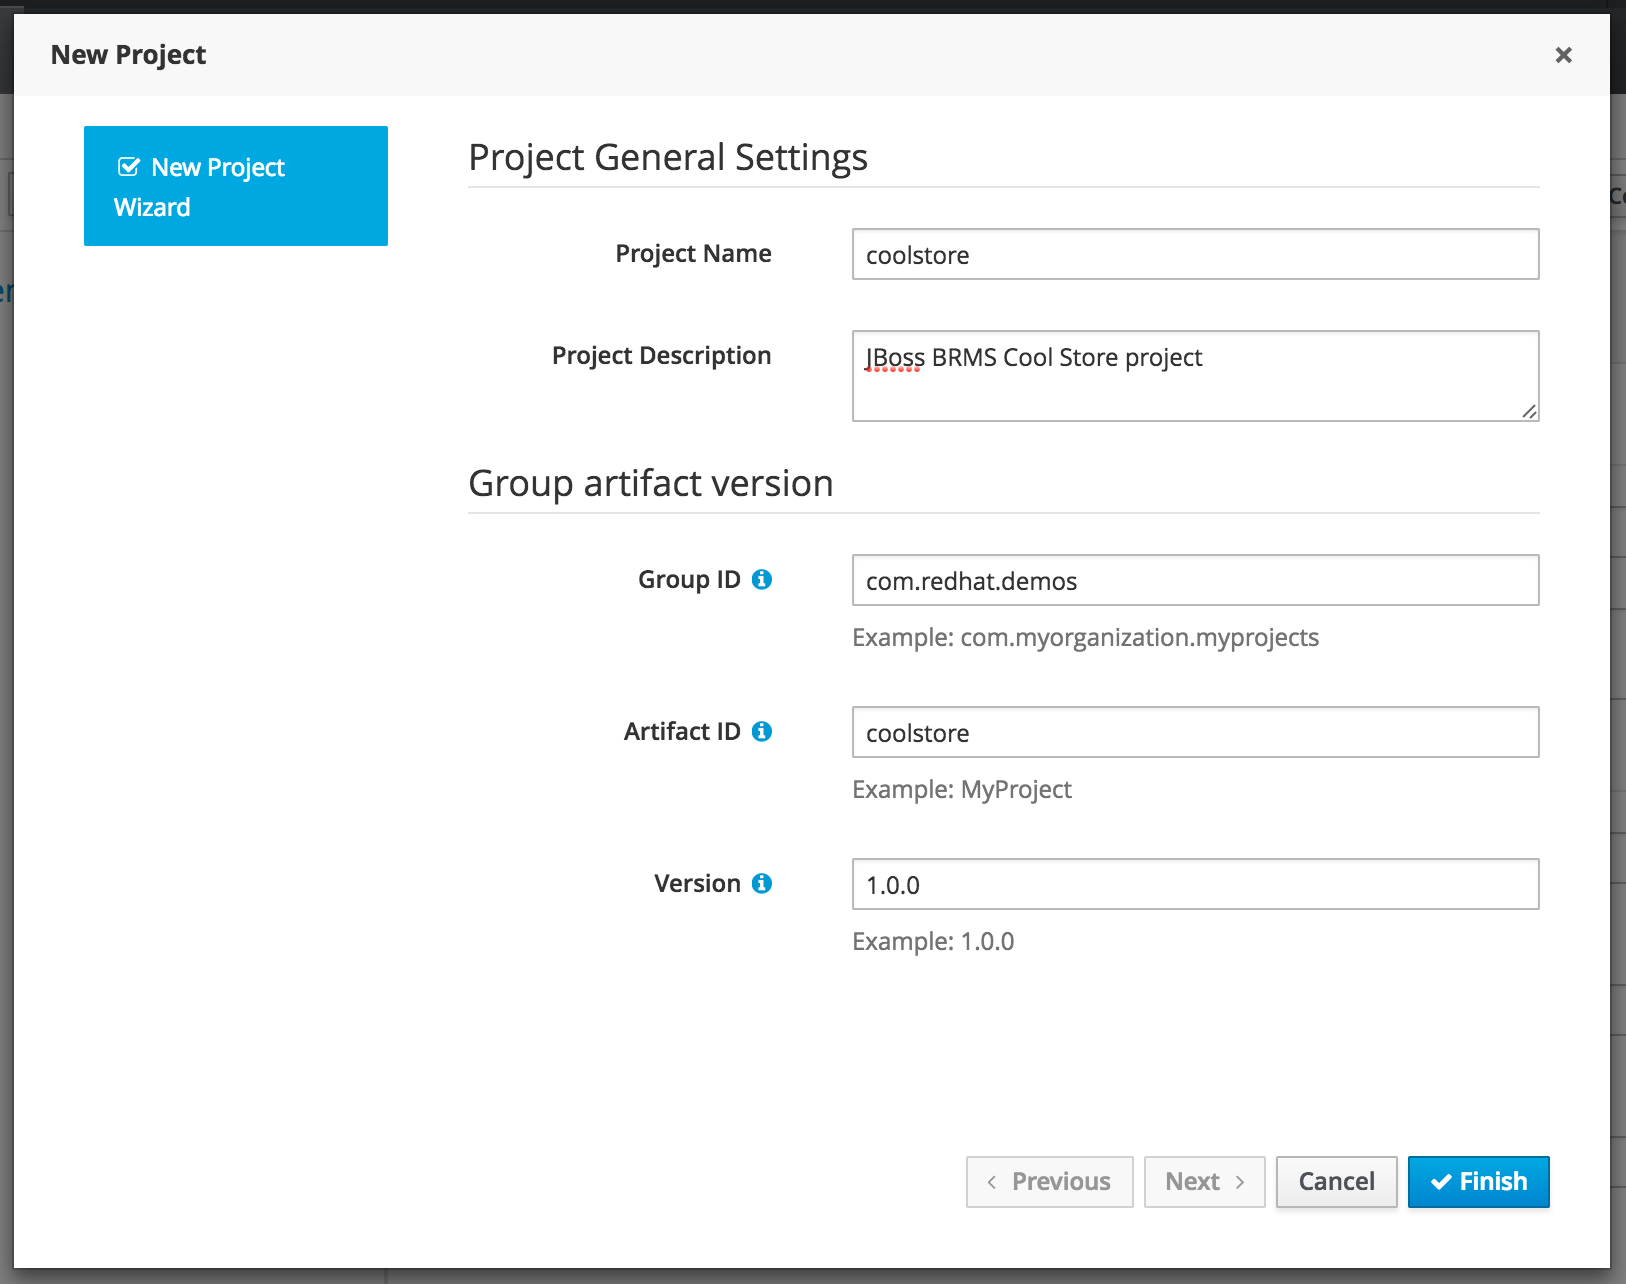 New Project
New Project
Wizard
Project General Settings
Project Name
coolstore
Project Description
JBoss BRMS Cool Store project
Group artifact version
Group ID
com.redhat.demos
Example: com.myorganization.myprojects
Artifact ID
coolstore
Example: MyProject
Version
1.0.0
Example: 1.0.0
Previous
Next
Cancel
Finish